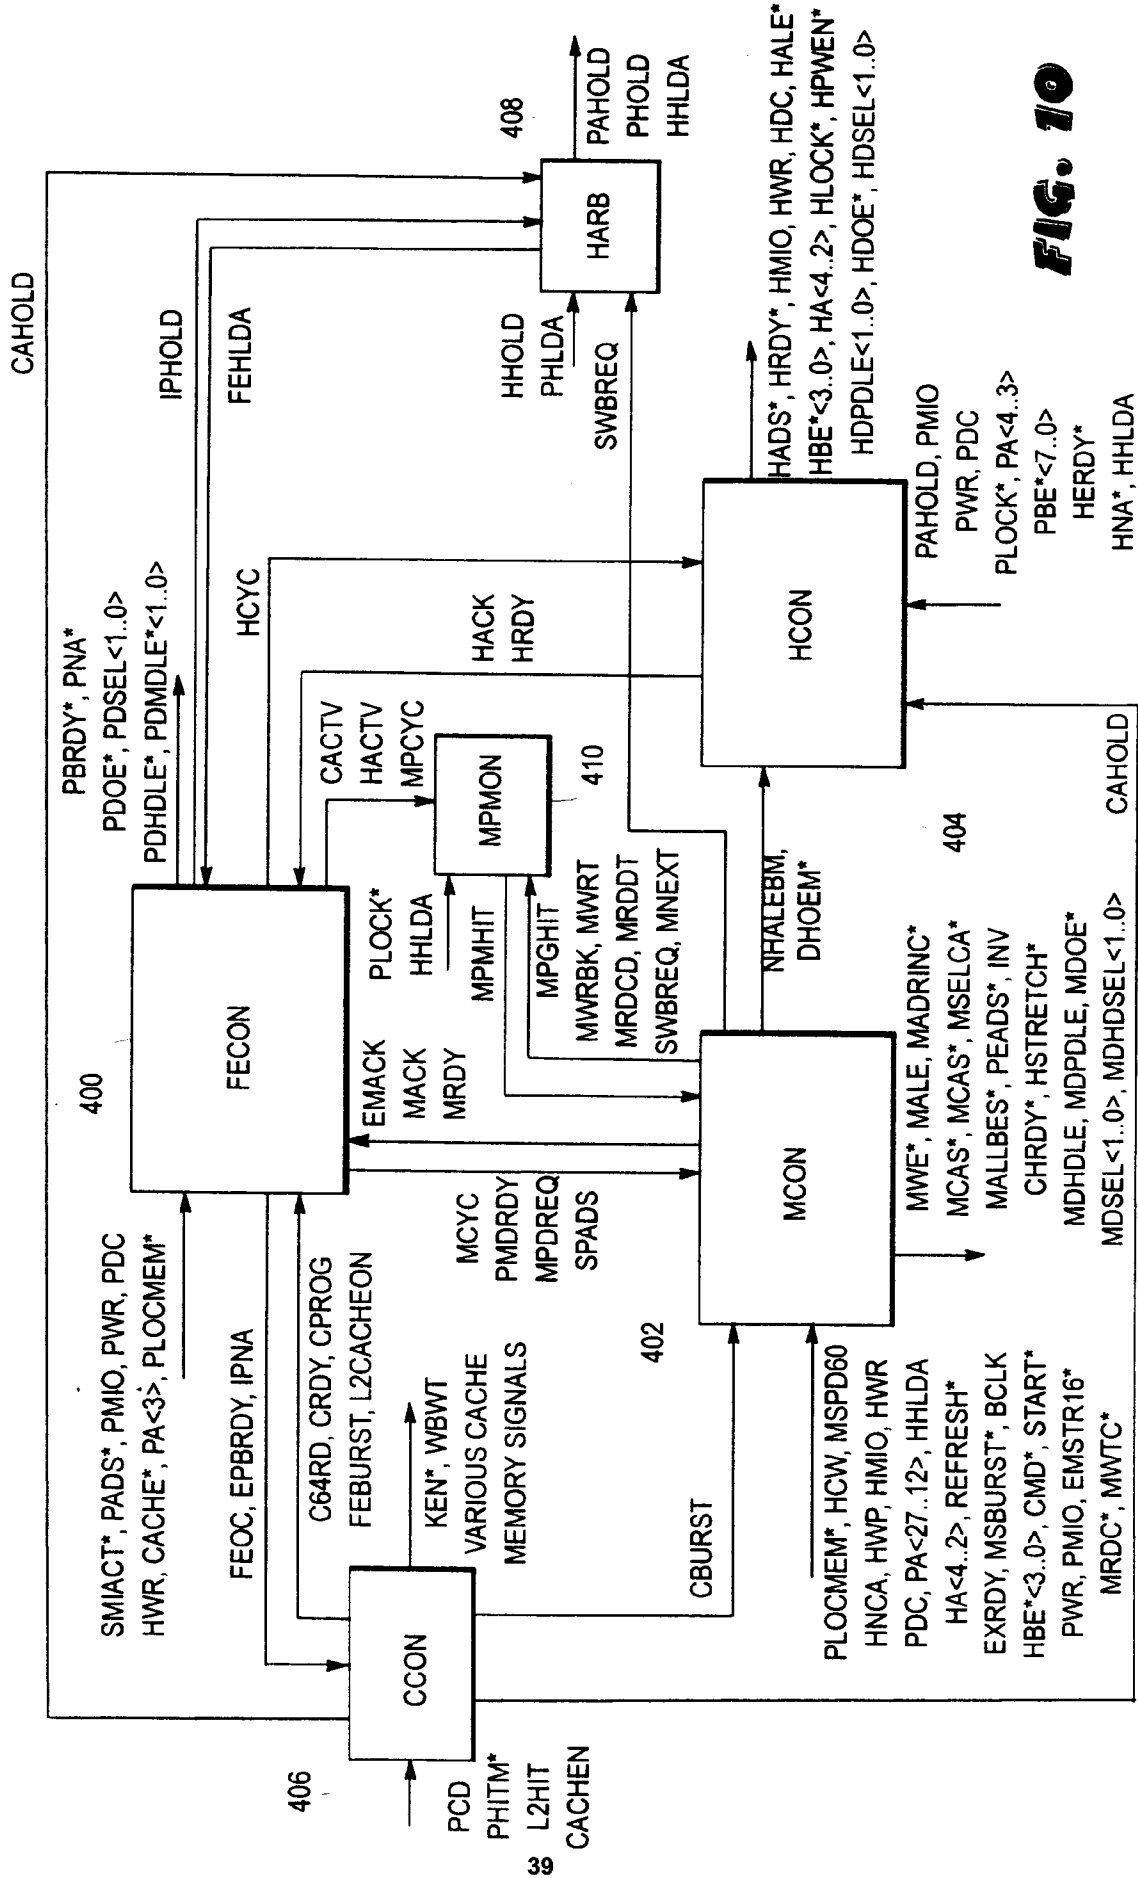 CAHOLD
PBRDY*, PNA*
PDOE*, PDSEL<1..0>
PDHDLE*, PDMDLE*<1..0>
IPHOLD
FEHLDA
408
HARB
PAHOLD
PHOLD
HHLDA
HHOLD
PHLDA
SWBREQ
400
FECON
SMIACT*, PADS*, PMIO, PWR, PDC
HWR, CACHE*, PA<3>, PLOCMEM*
FEOC, EPBRDY, IPNA
C64RD, CRDY, CPROG
FEBURST, L2CACHEON
HCYC
HACK
HRDY
CACTV
HACTV
MPCYC
PLOCK*
HHLDA
MPMON
410
EMACK
MACK
MRDY
MPMHIT
MPGHIT
MWRBK, MWRT
MRDCD, MRDDT
SWBREQ, MNEXT
MCYC
PMDRDY
MPDREQ
SPADS
406
CCON
PCD
PHITM*
L2HIT
CACHEN
KEN*, WBWT
VARIOUS CACHE
MEMORY SIGNALS
CBURST
402
MCON
NHALEBM,
DHOEM*
HCON
404
HADS*, HRDY*, HMIO, HWR, HDC, HALE*
HBE*<3..0>, HA<4..2>, HLOCK*, HPWEN*
HDPDLE<1..0>, HDOE*, HDSEL<1..0>
PAHOLD, PMIO
PWR, PDC
PLOCK*, PA<4..3>
PBE*<7..0>
HERDY*
HNA*, HHLDA
PLOCMEM*, HCW, MSPD60
HNCA, HWP, HMIO, HWR
PDC, PA<27..12>, HHLDA
HA<4..2>, REFRESH*
EXRDY, MSBURST*, BCLK
HBE*<3..0>, CMD*, START*
PWR, PMIO, EMSTR16*
MRDC*, MWTC*
MWE*, MALE, MADRINC*
MCAS*, MCAS*, MSELCA*
MALLBES*, PEADS*, INV
CHRDY*, HSTRETCH*
MDHDLE, MDPDLE, MDOE*
MDSEL<1..0>, MDHDSEL<1..0>
CAHOLD
FIG. 10
39